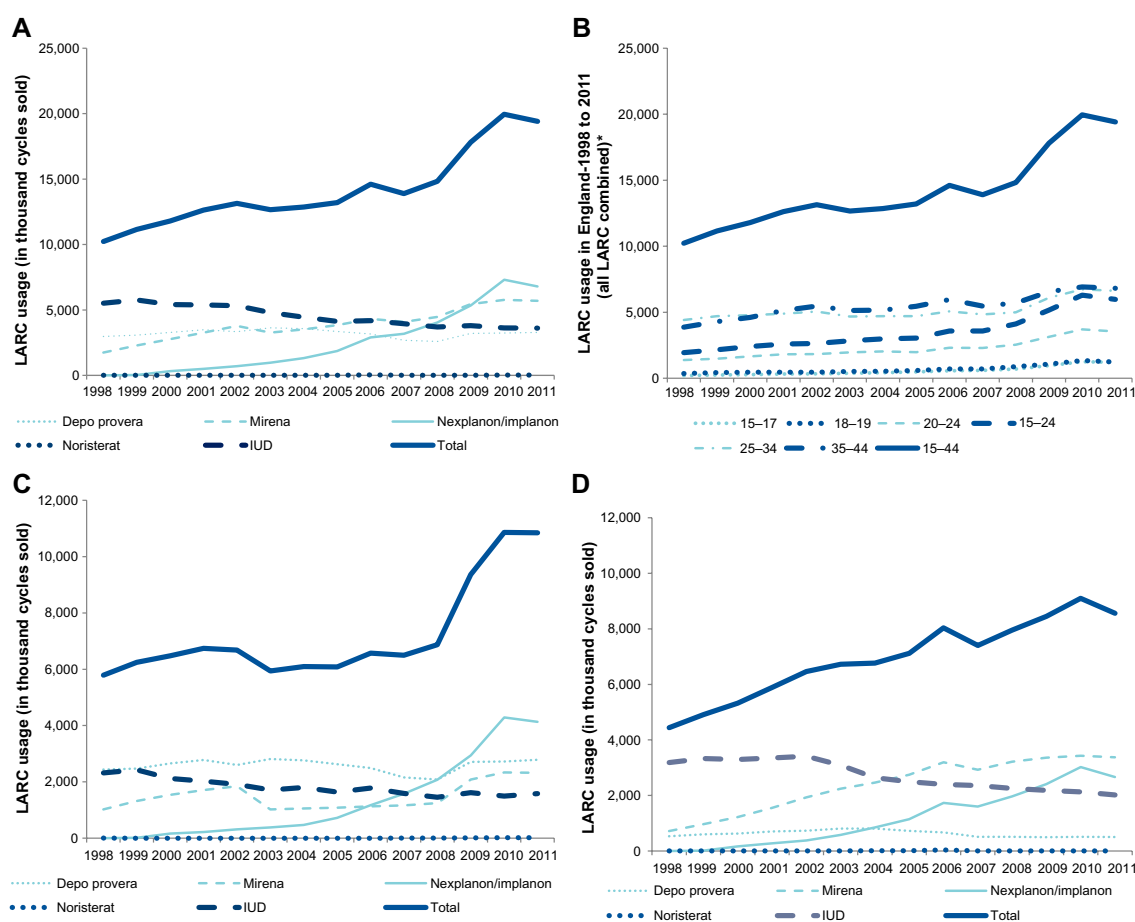 A
LARC usage (in thousand cycles sold)
25,000
20,000
15,000
10,000
5,000
0
1998 1999 2000 2001 2002 2003 2004 2005 2006 2007 2008 2009 2010 2011
Depo provera Mirena Nexplanon/implanon
Noristerat IUD Total
B
LARC usage in England-1998 to 2011
(all LARC combined)*
25,000
20,000
15,000
10,000
5,000
0
1998 1999 2000 2001 2002 2003 2004 2005 2006 2007 2008 2009 2010 2011
15–17 18–19 20–24 15–24
25–34 35–44 15–44
C
LARC usage (in thousand cycles sold)
12,000
10,000
8,000
6,000
4,000
2,000
0
1998 1999 2000 2001 2002 2003 2004 2005 2006 2007 2008 2009 2010 2011
Depo provera Mirena Nexplanon/implanon
Noristerat IUD Total
D
LARC usage (in thousand cycles sold)
12,000
10,000
8,000
6,000
4,000
2,000
0
1998 1999 2000 2001 2002 2003 2004 2005 2006 2007 2008 2009 2010 2011
Depo provera Mirena Nexplanon/implanon
Noristerat IUD Total